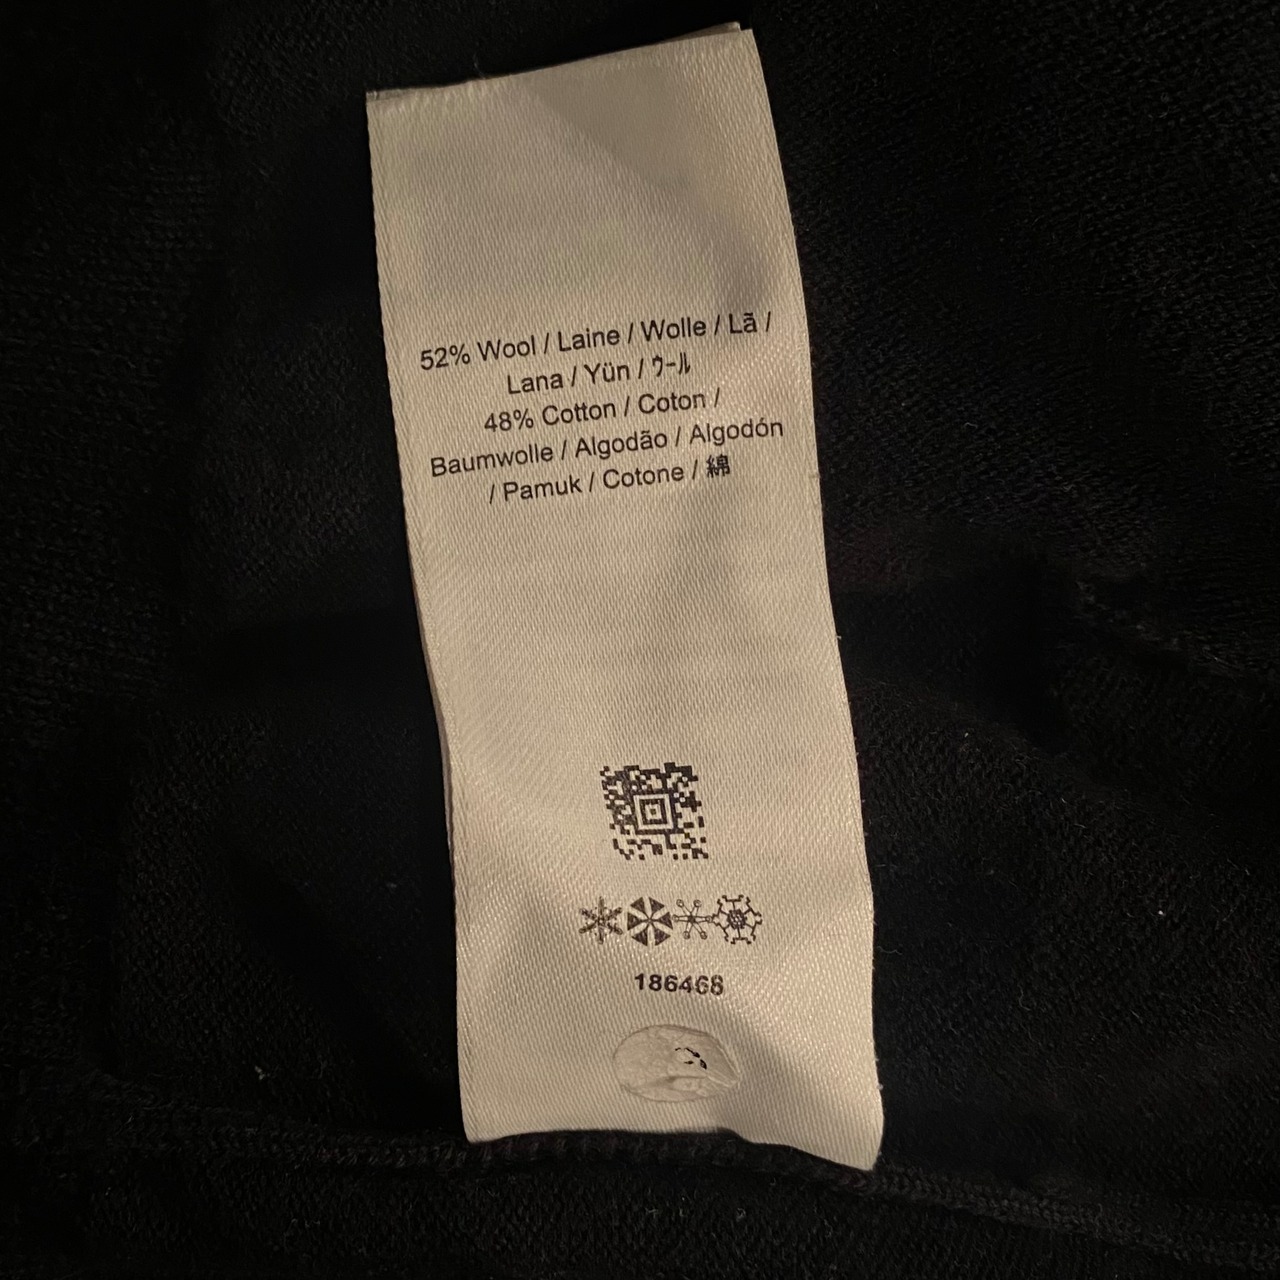 52% Wool / Laine / Wolle / Lã /
Lana / Yün / ウール
48% Cotton / Coton /
Baumwolle / Algodão / Algodón
/ Pamuk / Cotone / 綿
186468